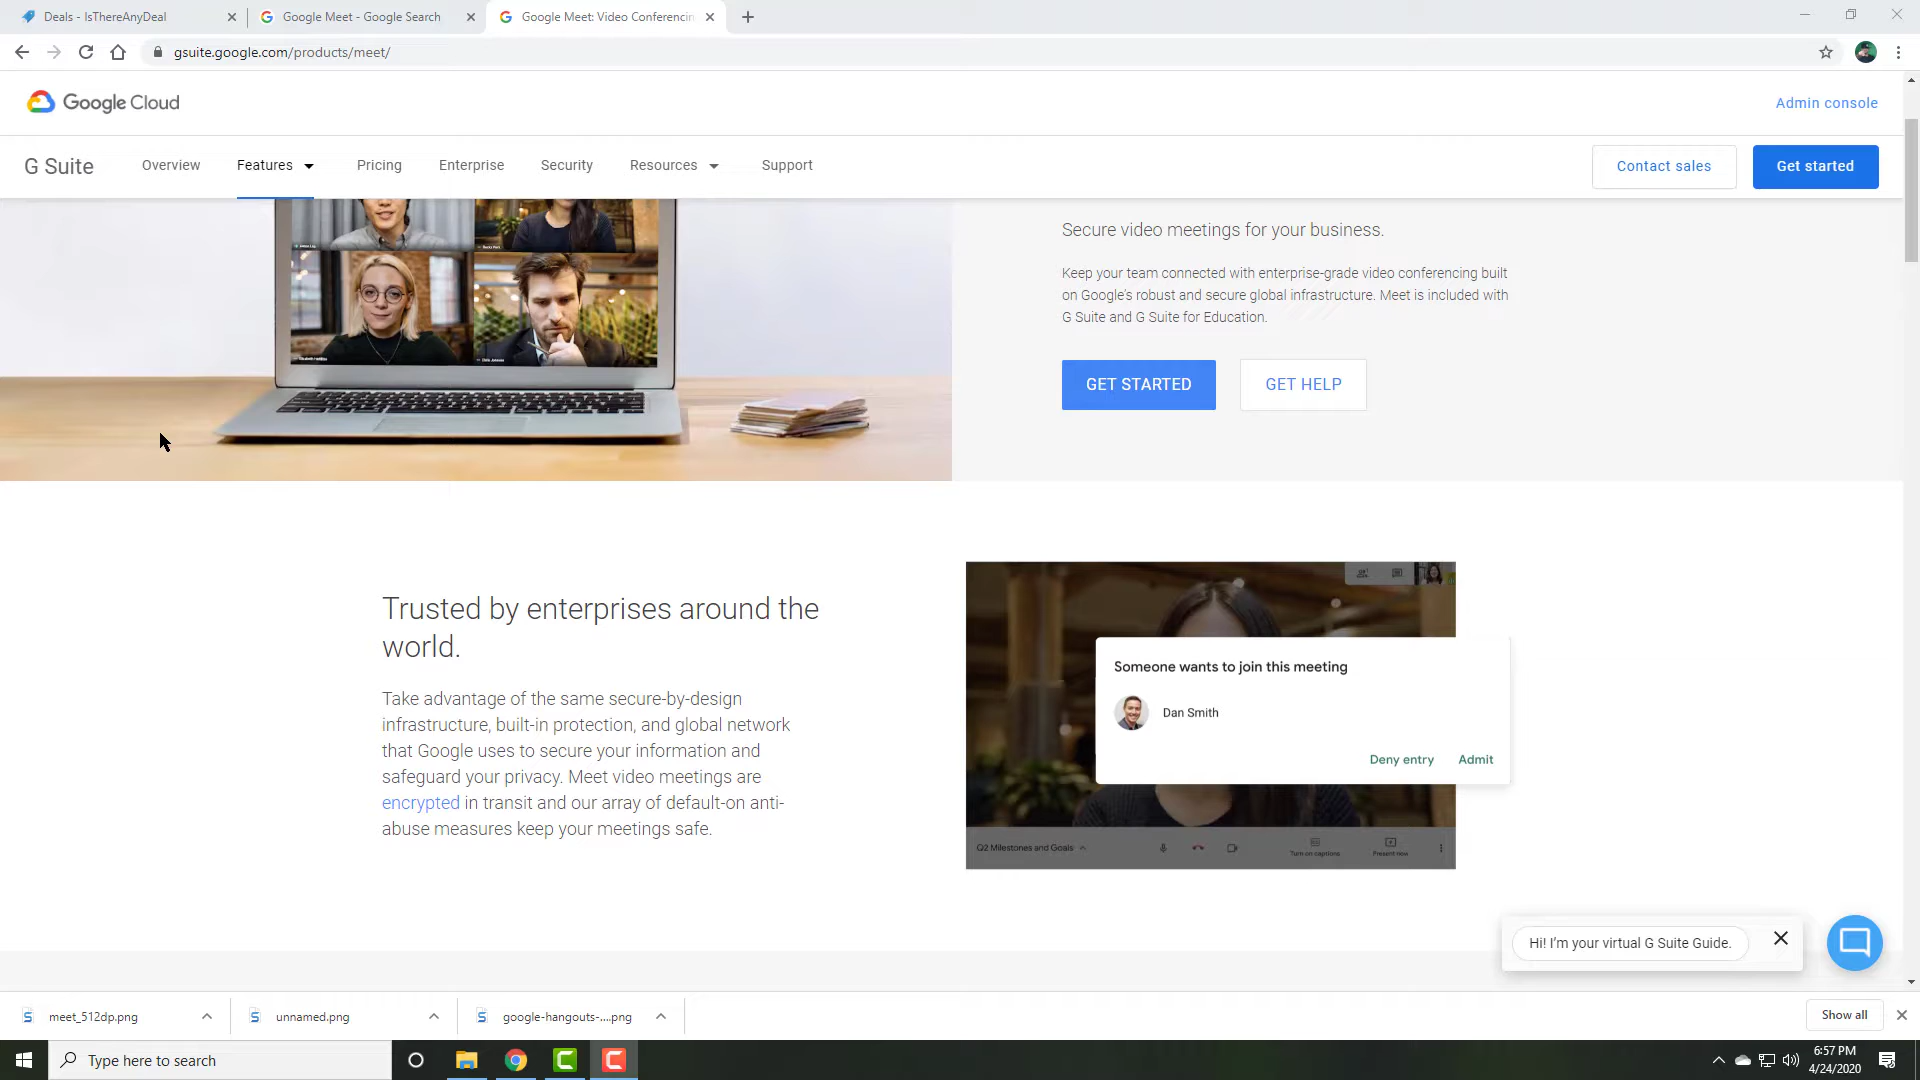 Deals - IsThereAnyDeal
Google Meet - Google Search
Google Meet: Video Conferencin
gsuite.google.com/products/meet/
Google Cloud
Admin console
G Suite
Overview
Features
Pricing
Enterprise
Security
Resources
Support
Contact sales
Get started
Secure video meetings for your business.
Keep your team connected with enterprise-grade video conferencing built
on Google's robust and secure global infrastructure. Meet is included with
G Suite and G Suite for Education.
GET STARTED
GET HELP
Trusted by enterprises around the
world.
Take advantage of the same secure-by-design
infrastructure, built-in protection, and global network
that Google uses to secure your information and
safeguard your privacy. Meet video meetings are
encrypted in transit and our array of default-on anti-
abuse measures keep your meetings safe.
Someone wants to join this meeting
Dan Smith
Deny entry
Admit
Q2 Milestones and Goals
Turn on captions
Present now
Hi! I'm your virtual G Suite Guide.
meet_512dp.png
unnamed.png
google-hangouts-....png
Show all
Type here to search
6:57 PM
4/24/2020